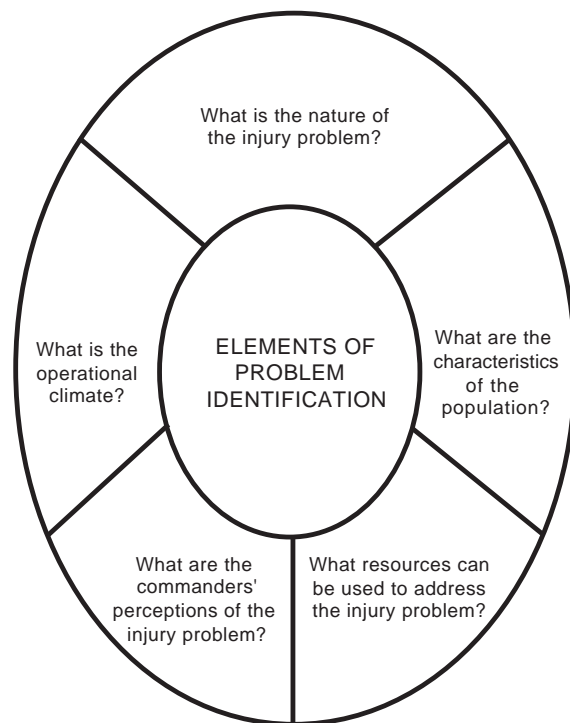 What is the nature of
the injury problem?
ELEMENTS OF
PROBLEM
IDENTIFICATION
What are the
characteristics
of the
population?
What resources can
be used to address
the injury problem?
What are the
commanders'
perceptions of the
injury problem?
What is the
operational
climate?